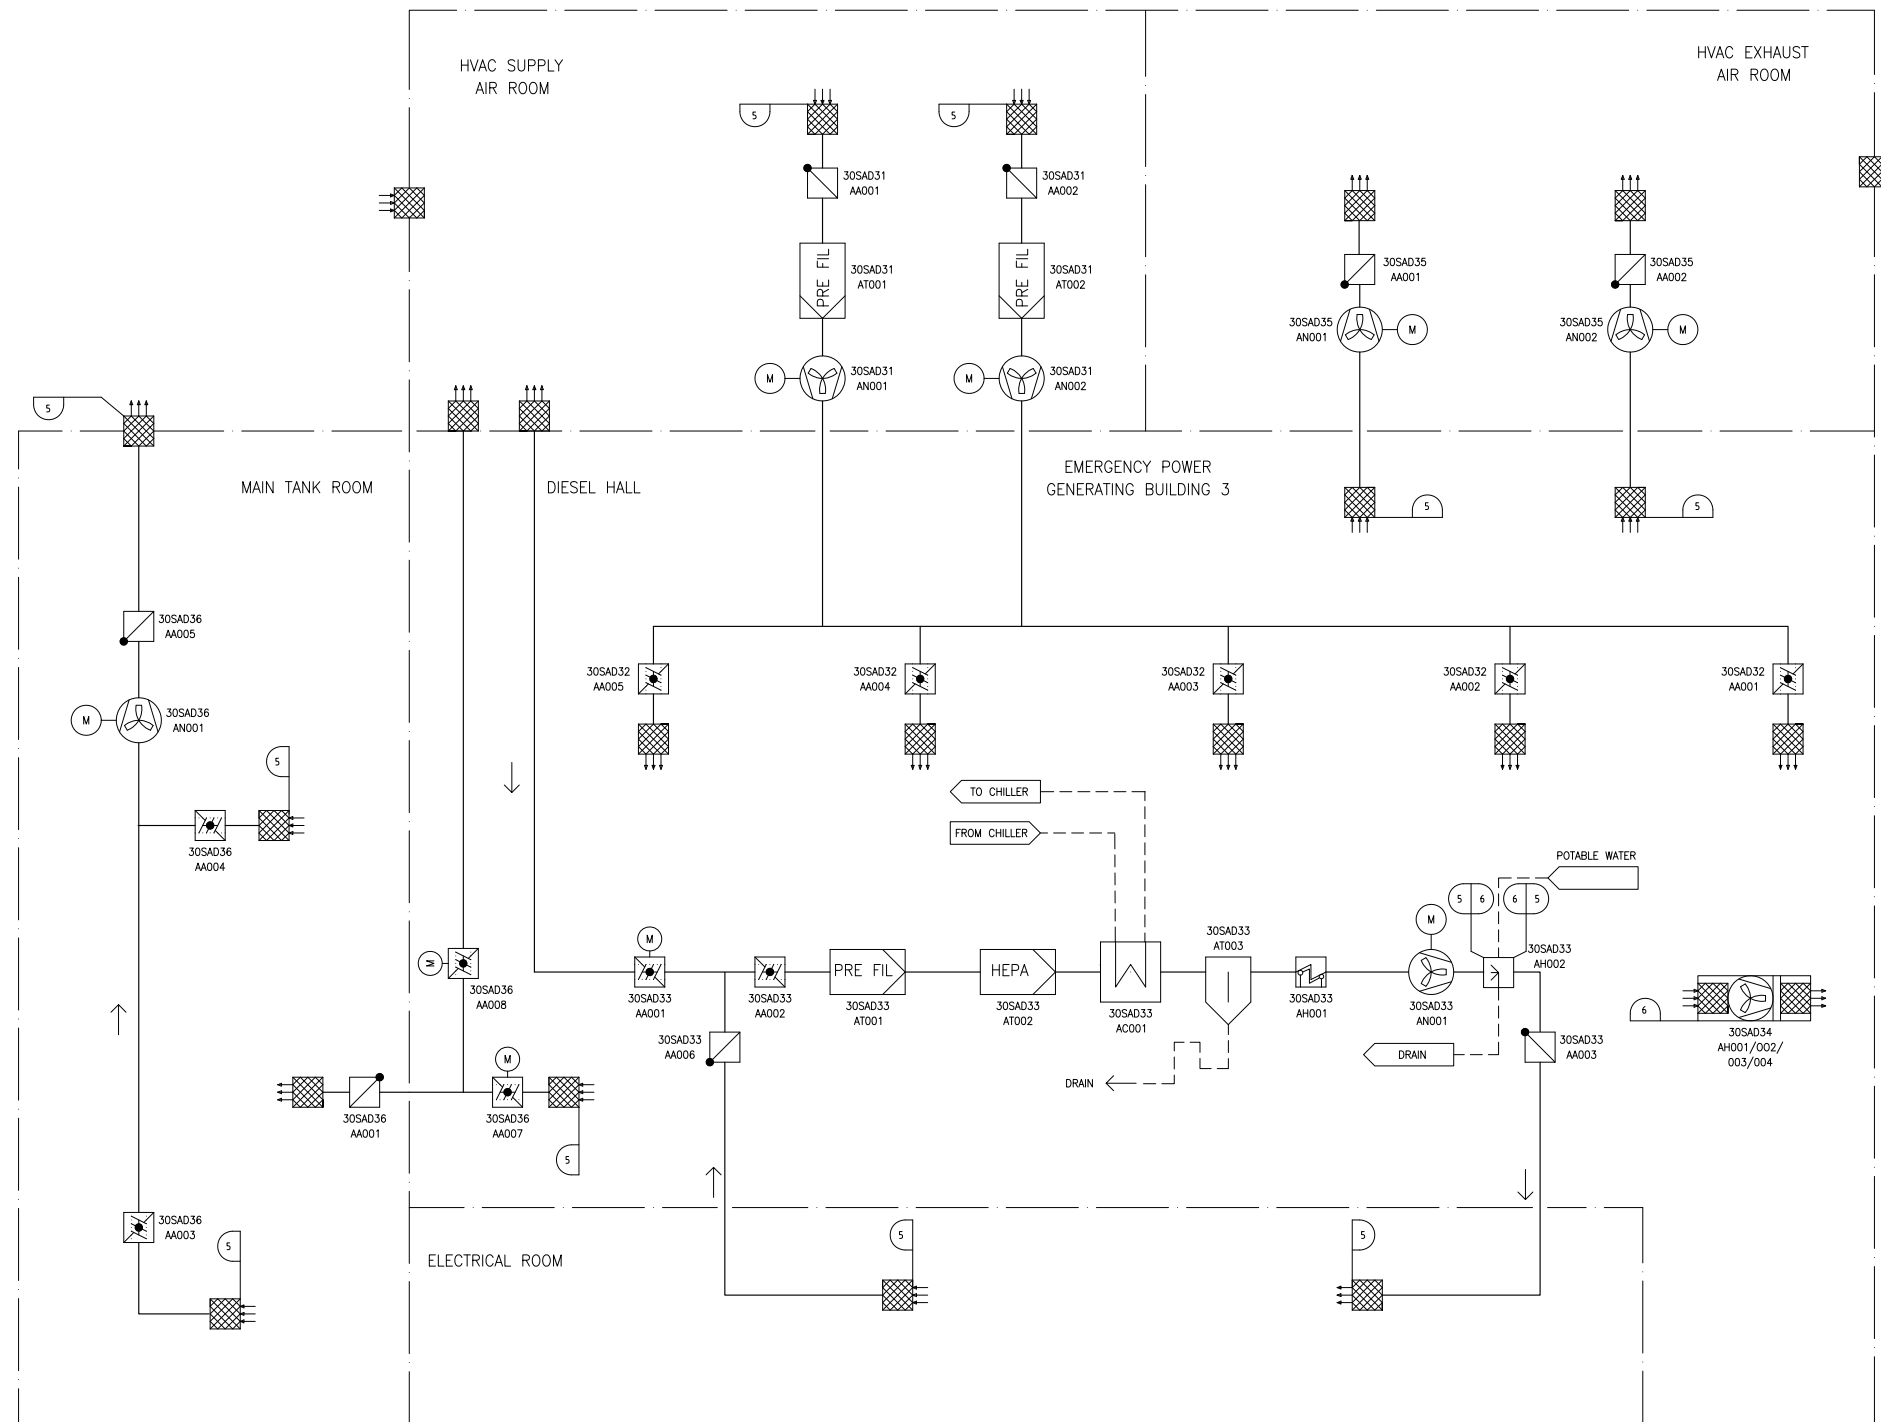 HVAC SUPPLY
AIR ROOM
HVAC EXHAUST
AIR ROOM
5
5
30SAD31
AA001
30SAD31
AA002
30SAD35
AA001
30SAD35
AA002
PRE FIL
30SAD31
AT001
PRE FIL
30SAD31
AT002
30SAD35
AN001
M
30SAD35
AN002
M
M
30SAD31
AN001
M
30SAD31
AN002
5
MAIN TANK ROOM
DIESEL HALL
EMERGENCY POWER
GENERATING BUILDING 3
5
5
30SAD36
AA005
30SAD32
AA005
30SAD32
AA004
30SAD32
AA003
30SAD32
AA002
30SAD32
AA001
M
30SAD36
AN001
5
30SAD36
AA004
TO CHILLER
FROM CHILLER
POTABLE WATER
5
6
6
5
M
M
30SAD33
AT003
30SAD33
AH002
M
30SAD36
AA008
30SAD33
AA001
30SAD33
AA002
PRE FIL
30SAD33
AT001
HEPA
30SAD33
AT002
30SAD33
AC001
30SAD33
AH001
30SAD33
AN001
6
30SAD34
AH001/002/
003/004
30SAD33
AA006
DRAIN
DRAIN
30SAD33
AA003
M
30SAD36
AA001
30SAD36
AA007
5
30SAD36
AA003
5
5
5
ELECTRICAL ROOM